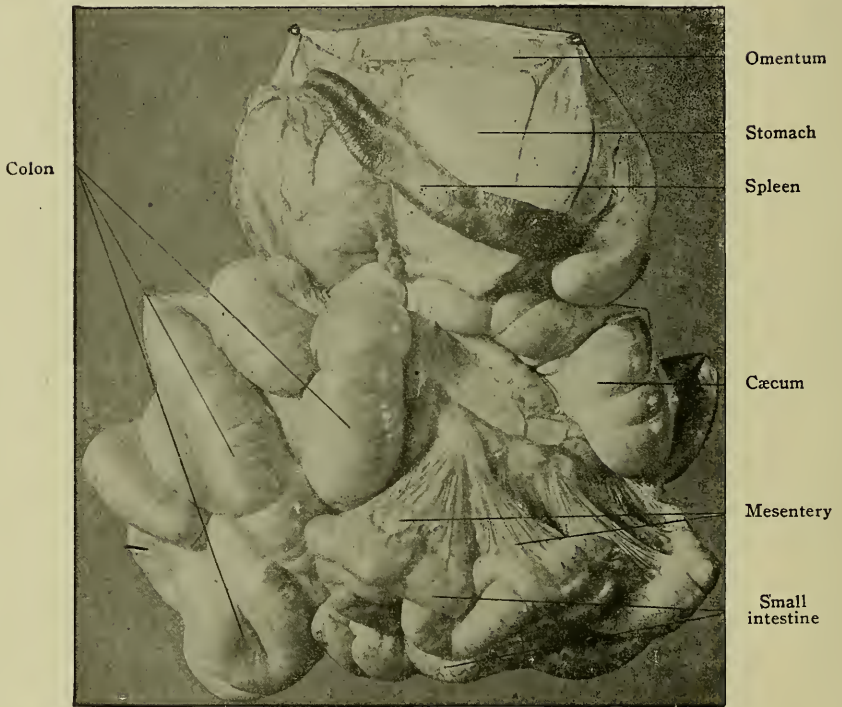 Omentum
Stomach
Colon
Spleen
Cæcum
Mesentery
Small
intestine